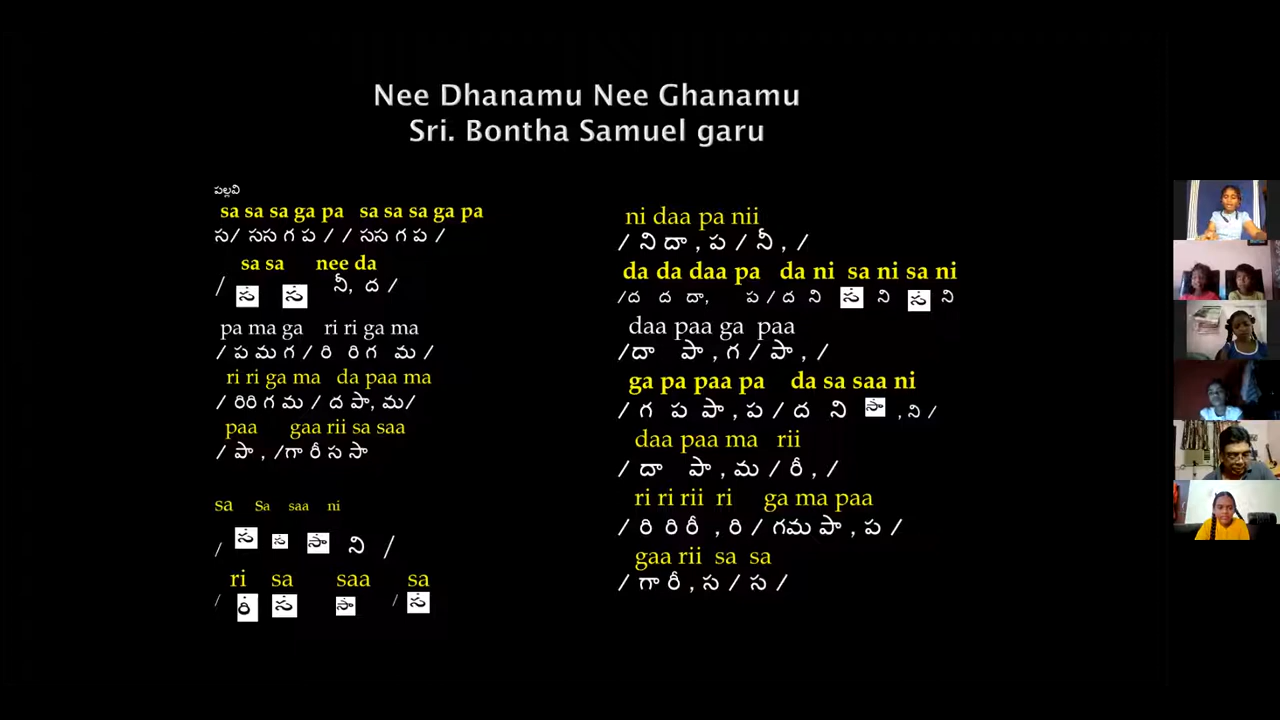 Nee Dhanamu Nee Ghanamu
Sri. Bontha Samuel garu
పల్లవి
sa sa sa ga pa sa sa sa ga pa
స/ సస గ ప / / సస గ ప /
sa sa nee da
/ స స నీ, ద /
pa ma ga ri ri ga ma
/ ప మ గ / రి రి గ మ /
ri ri ga ma da paa ma
/ రిరి గ మ / ద పా, మ/
paa gaa rii sa saa
/ పా , /గా రీ స సా
sa sa saa ni
/ స స సా ని /
ri sa saa sa
/ రి స సా / స
ni daa pa nii
/ ని దా , ప / నీ , /
da da daa pa da ni sa ni sa ni
/ద ద దా, ప / ద ని స ని స ని
daa paa ga paa
/దా పా , గ / పా , /
ga pa paa pa da sa saa ni
/ గ ప పా , ప / ద ని సా , ని /
daa paa ma rii
/ దా పా , మ / రీ , /
ri ri rii ri ga ma paa
/ రి రి రీ , రి / గమ పా , ప /
gaa rii sa sa
/ గా రీ , స / స /